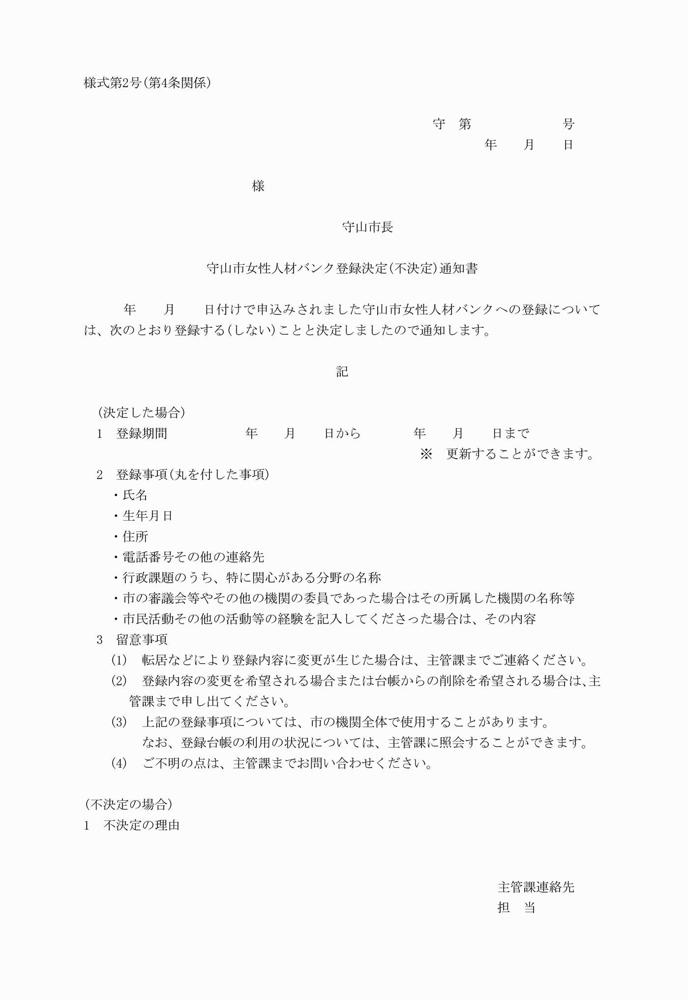 様式第2号(第4条関係)
守　第　　　　　　　号
年　　月　　日
様
守山市長
守山市女性人材バンク登録決定(不決定)通知書
年　　月　　日付けで申込みされました守山市女性人材バンクへの登録について
は、次のとおり登録する(しない)ことと決定しましたので通知します。
記
(決定した場合)
1　登録期間　　　　　　年　　月　　日から　　　　年　　月　　日まで
※　更新することができます。
2　登録事項(丸を付した事項)
・氏名
・生年月日
・住所
・電話番号その他の連絡先
・行政課題のうち、特に関心がある分野の名称
・市の審議会等やその他の機関の委員であった場合はその所属した機関の名称等
・市民活動その他の活動等の経験を記入してくださった場合は、その内容
3　留意事項
(1)　転居などにより登録内容に変更が生じた場合は、主管課までご連絡ください。
(2)　登録内容の変更を希望される場合または台帳からの削除を希望される場合は、主
管課まで申し出てください。
(3)　上記の登録事項については、市の機関全体で使用することがあります。
なお、登録台帳の利用の状況については、主管課に照会することができます。
(4)　ご不明の点は、主管課までお問い合わせください。
(不決定の場合)
1　不決定の理由
主管課連絡先
担　当